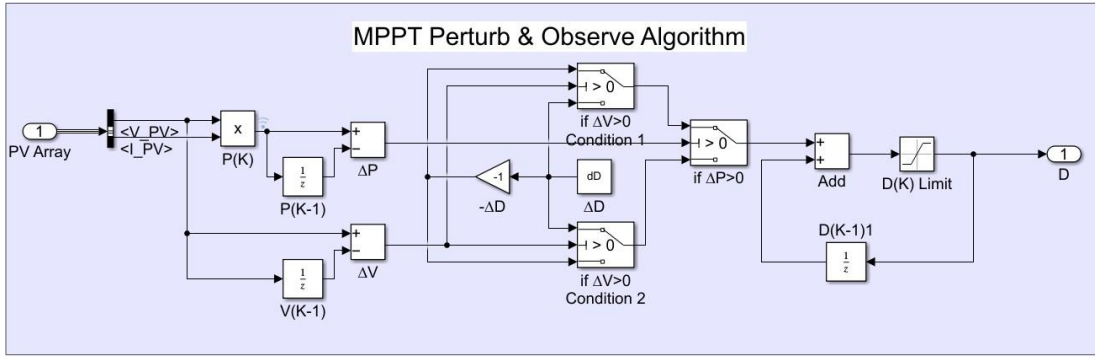 MPPT Perturb & Observe Algorithm
1
PV Array
<V_PV>
<I_PV>
x
P(K)
1
z
P(K-1)
+
−
ΔP
+
−
ΔV
1
z
V(K-1)
> 0
if ΔV>0
Condition 1
-1
-ΔD
dD
ΔD
> 0
if ΔV>0
Condition 2
> 0
if ΔP>0
+
+
Add
D(K) Limit
D(K-1)1
1
z
1
D